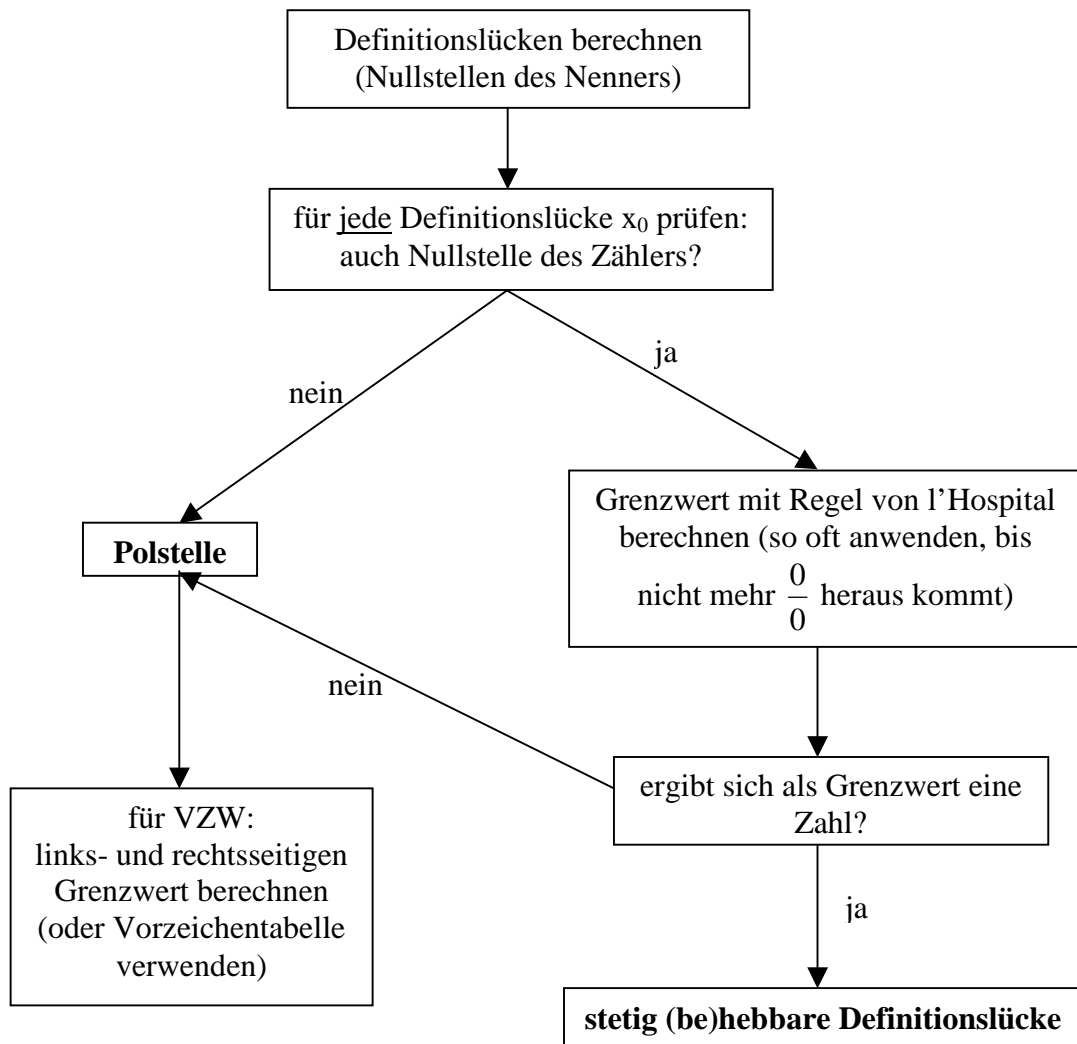 Definitionslücken berechnen
(Nullstellen des Nenners)
für jede Definitionslücke x₀ prüfen:
auch Nullstelle des Zählers?
ja
nein
Grenzwert mit Regel von l’Hospital
berechnen (so oft anwenden, bis
nicht mehr 0/0 heraus kommt)
Polstelle
nein
ergibt sich als Grenzwert eine
Zahl?
für VZW:
links- und rechtsseitigen
Grenzwert berechnen
(oder Vorzeichentabelle
verwenden)
ja
stetig (be)hebbare Definitionslücke